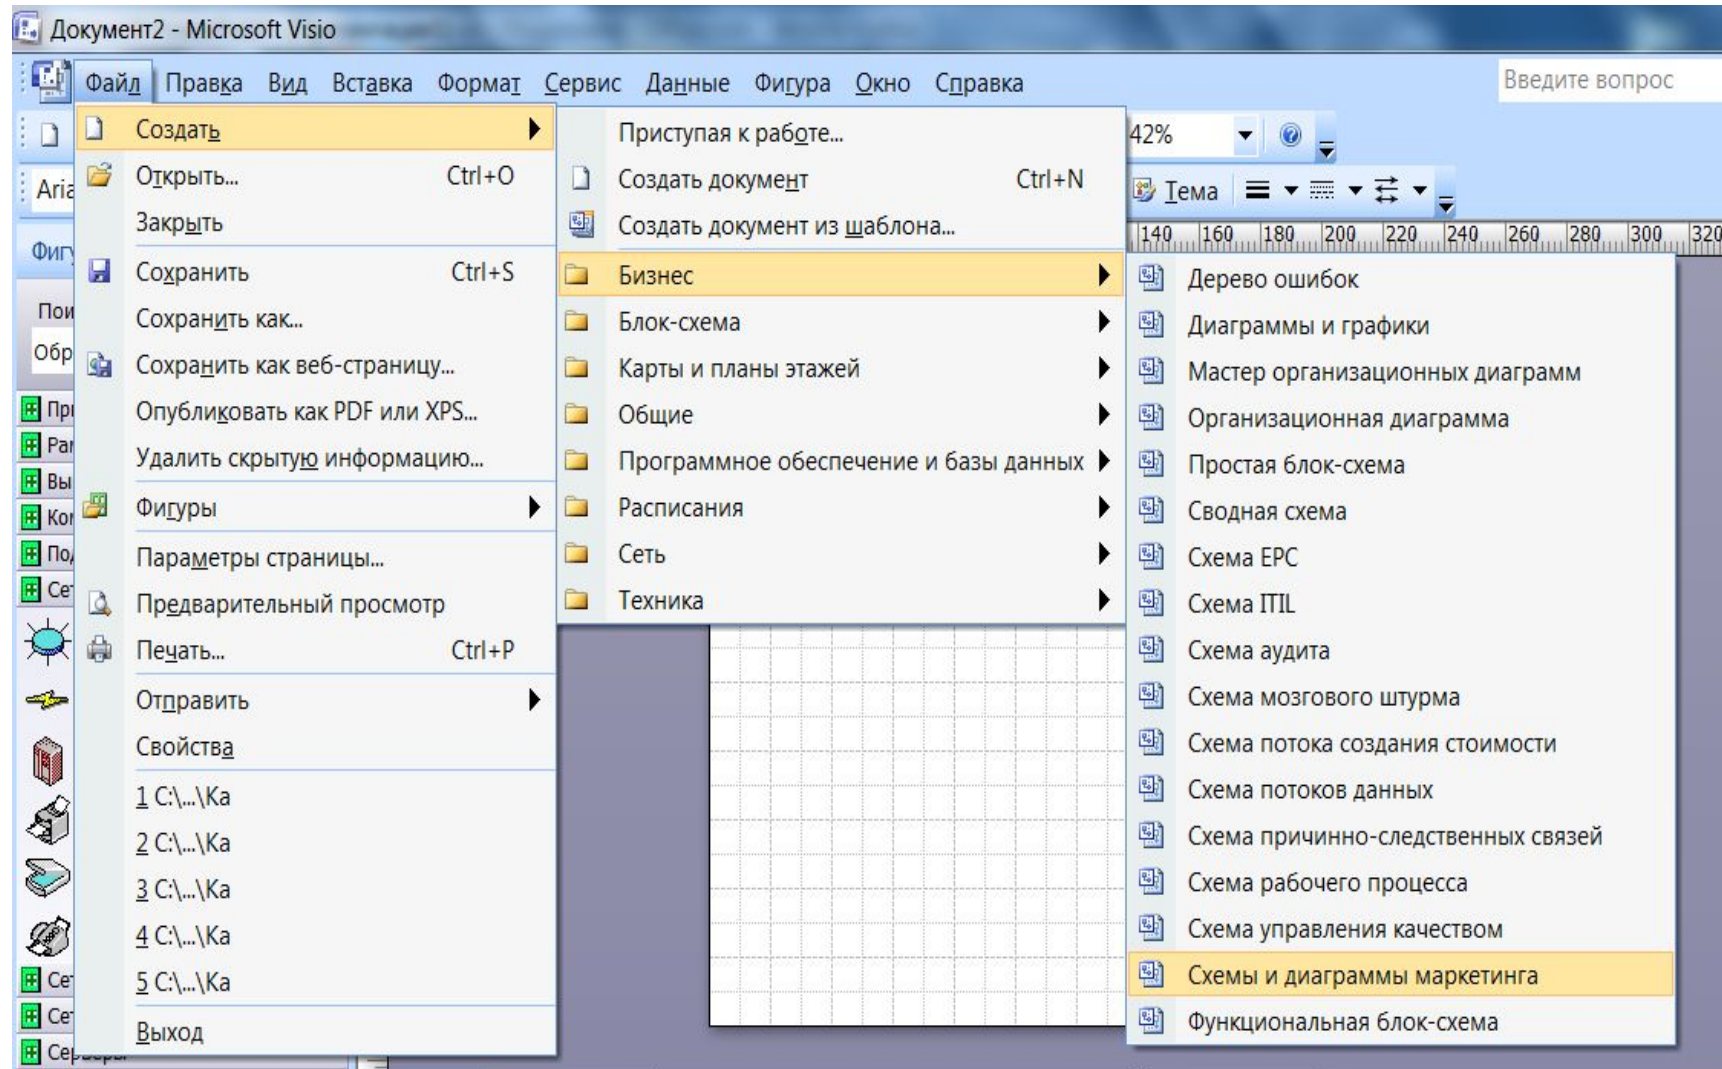 Документ2 - Microsoft Visio
Файл Правка Вид Вставка Формат Сервис Данные Фигура Окно Справка
Введите вопрос
42%
Тема
140 160 180 200 220 240 260 280 300 320
Создать
Открыть... Ctrl+O
Закрыть
Сохранить Ctrl+S
Сохранить как...
Сохранить как веб-страницу...
Опубликовать как PDF или XPS...
Удалить скрытую информацию...
Фигуры
Параметры страницы...
Предварительный просмотр
Печать... Ctrl+P
Отправить
Свойства
1 C:\...\Ка
2 C:\...\Ка
3 C:\...\Ка
4 C:\...\Ка
5 C:\...\Ка
Выход
Приступая к работе...
Создать документ Ctrl+N
Создать документ из шаблона...
Бизнес
Блок-схема
Карты и планы этажей
Общие
Программное обеспечение и базы данных
Расписания
Сеть
Техника
Дерево ошибок
Диаграммы и графики
Мастер организационных диаграмм
Организационная диаграмма
Простая блок-схема
Сводная схема
Схема EPC
Схема ITIL
Схема аудита
Схема мозгового штурма
Схема потока создания стоимости
Схема потоков данных
Схема причинно-следственных связей
Схема рабочего процесса
Схема управления качеством
Схемы и диаграммы маркетинга
Функциональная блок-схема